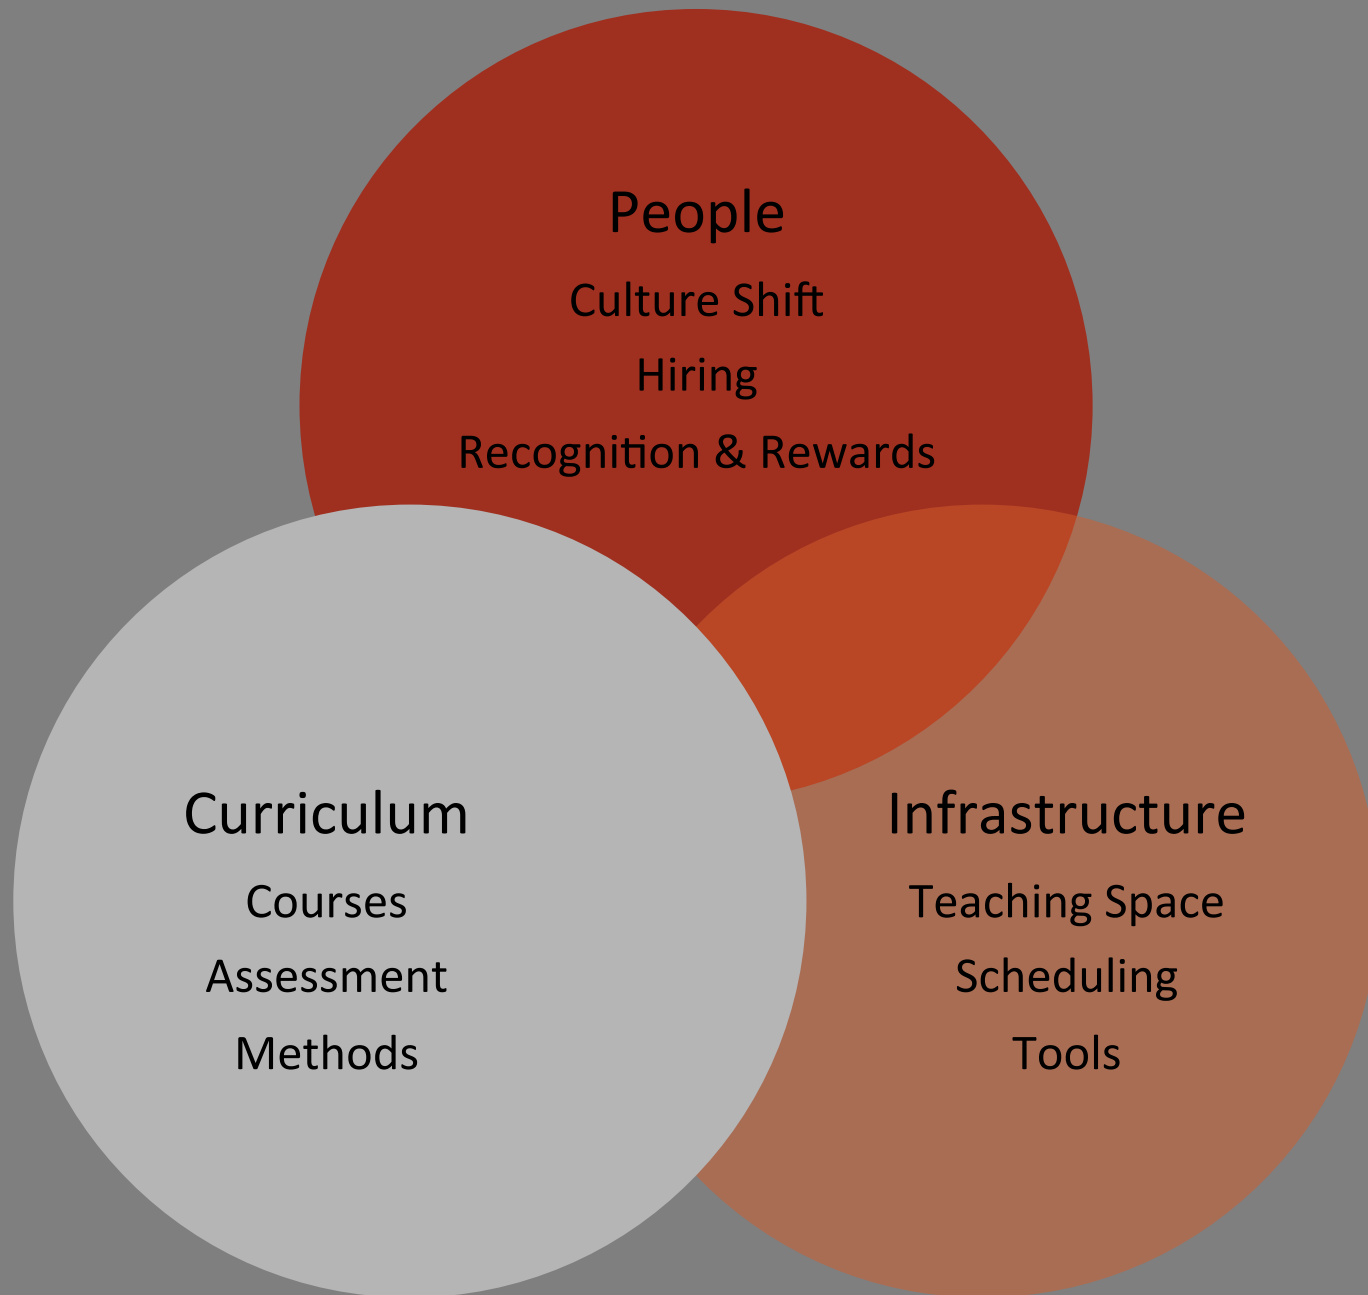 People
Culture Shift
Hiring
Recognition & Rewards
Curriculum
Courses
Assessment
Methods
Infrastructure
Teaching Space
Scheduling
Tools